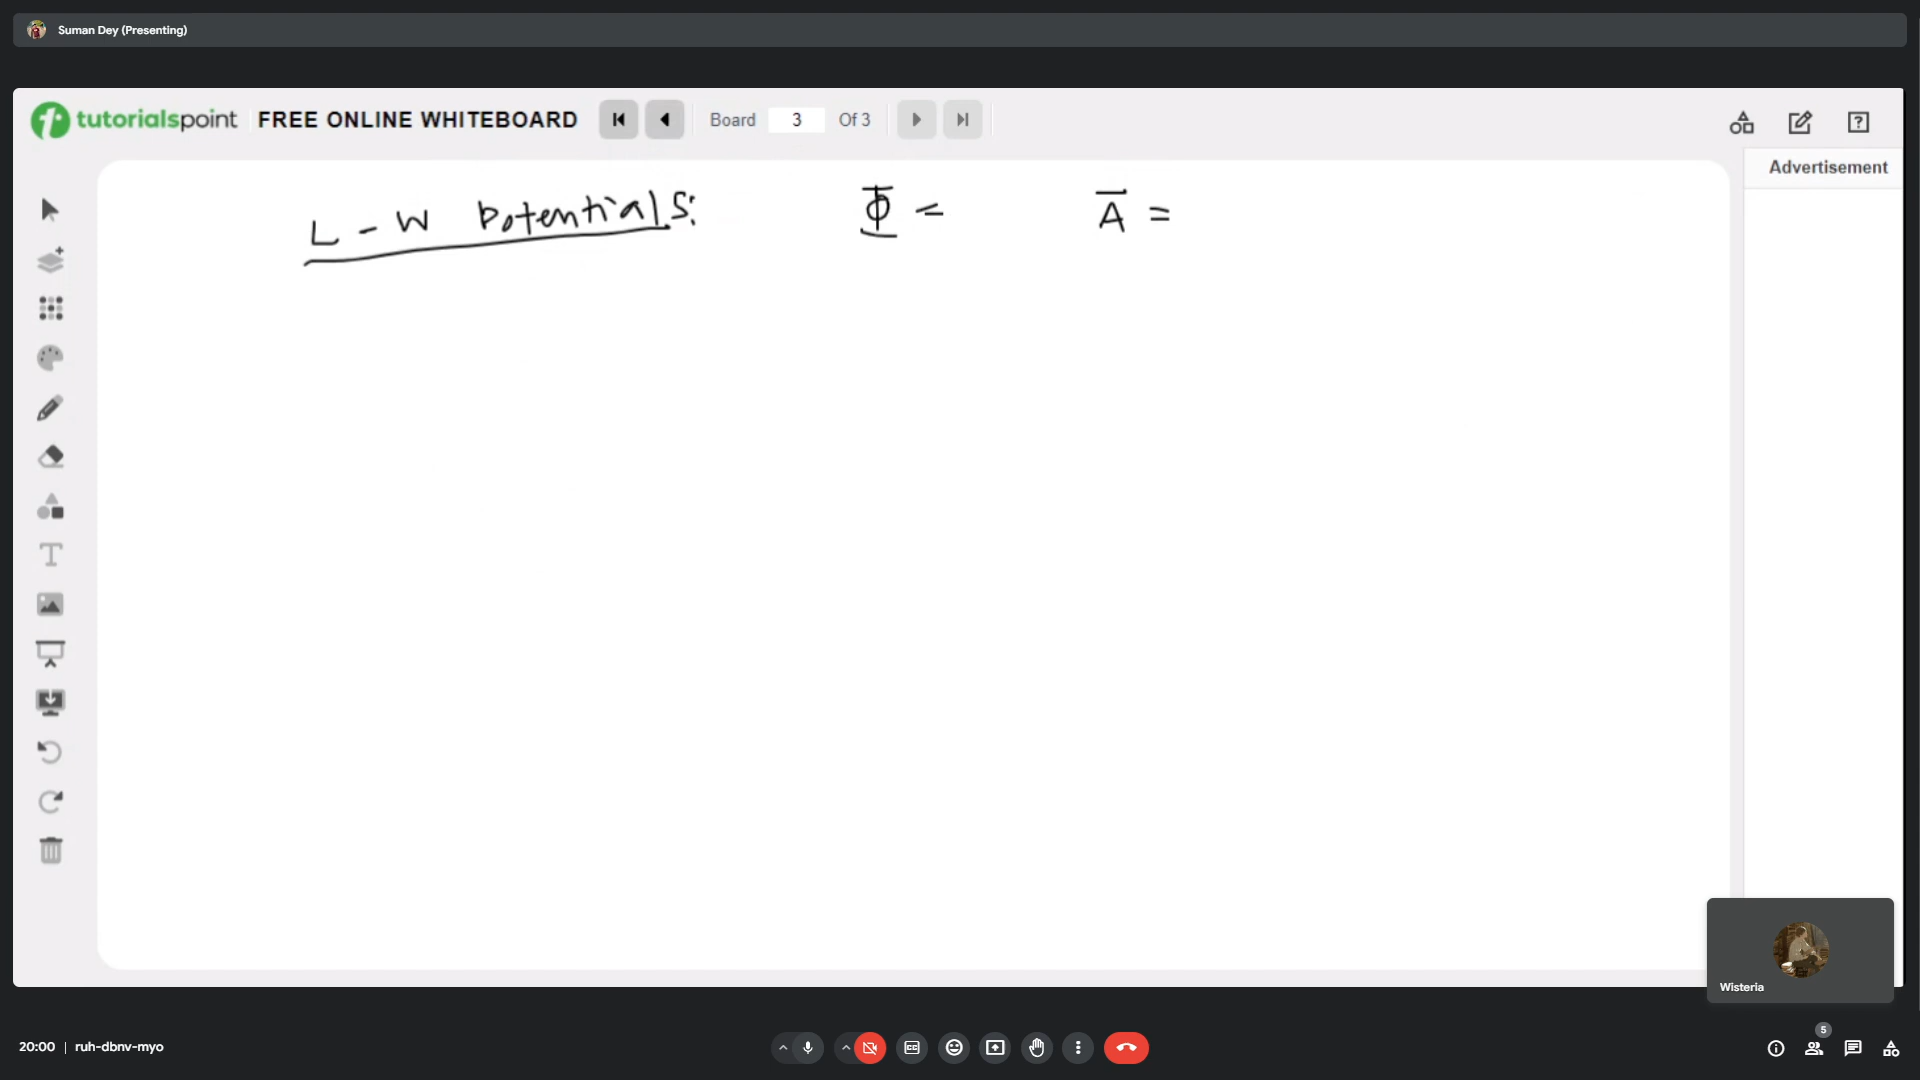 Suman Dey (Presenting)
tutorialspoint FREE ONLINE WHITEBOARD Board 3 Of 3
Advertisement
L - W Potentials: Φ = A =
Wisteria
5
20:00 | ruh-dbnv-myo